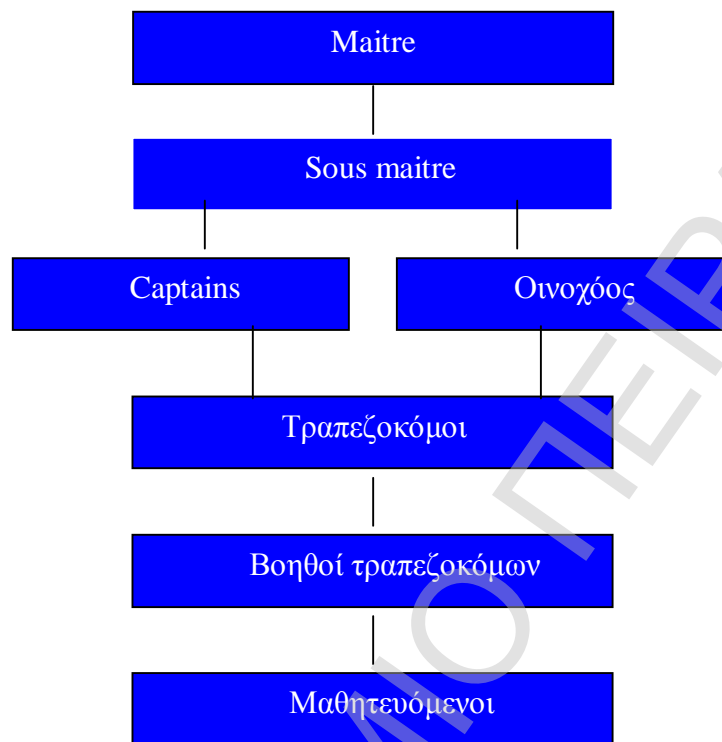 Maitre
Sous maitre
Captains
Οινοχόος
Τραπεζοκόμοι
Βοηθοί τραπεζοκόμων
Μαθητευόμενοι